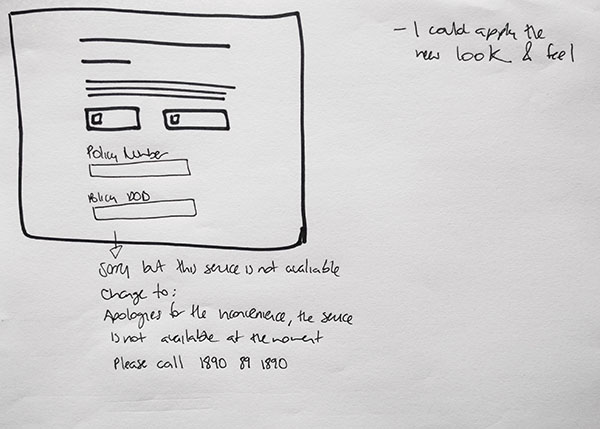 - I could apply the
new look & feel
Policy Number
Policy DOD
Sorry but this service is not available
Change to:
Apologies for the inconvenience, the service
is not available at the moment
Please call 1890 89 1890